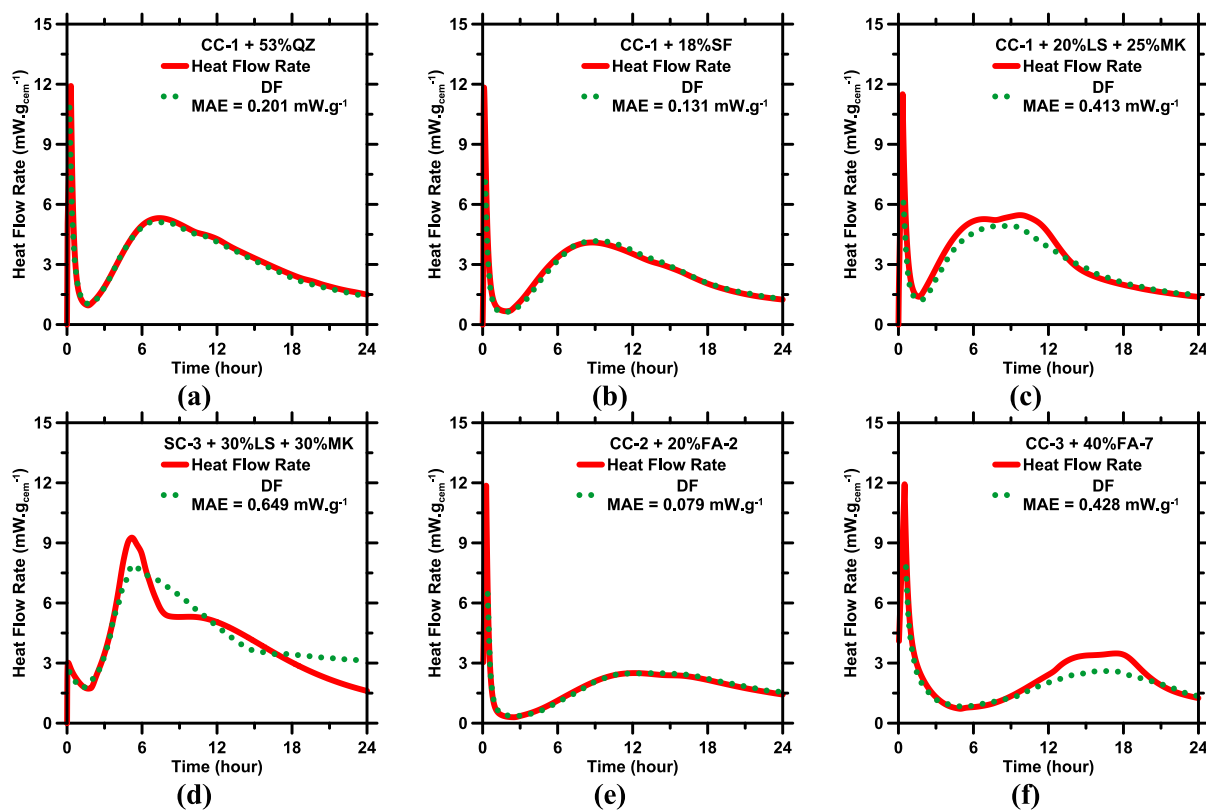 CC-1 + 53%QZ
Heat Flow Rate
DF
MAE = 0.201 mW.g-1
Heat Flow Rate (mW.gcem-1)
15
12
9
6
3
0
0 6 12 18 24
Time (hour)
(a)
CC-1 + 18%SF
Heat Flow Rate
DF
MAE = 0.131 mW.g-1
Heat Flow Rate (mW.gcem-1)
15
12
9
6
3
0
0 6 12 18 24
Time (hour)
(b)
CC-1 + 20%LS + 25%MK
Heat Flow Rate
DF
MAE = 0.413 mW.g-1
Heat Flow Rate (mW.gcem-1)
15
12
9
6
3
0
0 6 12 18 24
Time (hour)
(c)
SC-3 + 30%LS + 30%MK
Heat Flow Rate
DF
MAE = 0.649 mW.g-1
Heat Flow Rate (mW.gcem-1)
15
12
9
6
3
0
0 6 12 18 24
Time (hour)
(d)
CC-2 + 20%FA-2
Heat Flow Rate
DF
MAE = 0.079 mW.g-1
Heat Flow Rate (mW.gcem-1)
15
12
9
6
3
0
0 6 12 18 24
Time (hour)
(e)
CC-3 + 40%FA-7
Heat Flow Rate
DF
MAE = 0.428 mW.g-1
Heat Flow Rate (mW.gcem-1)
15
12
9
6
3
0
0 6 12 18 24
Time (hour)
(f)